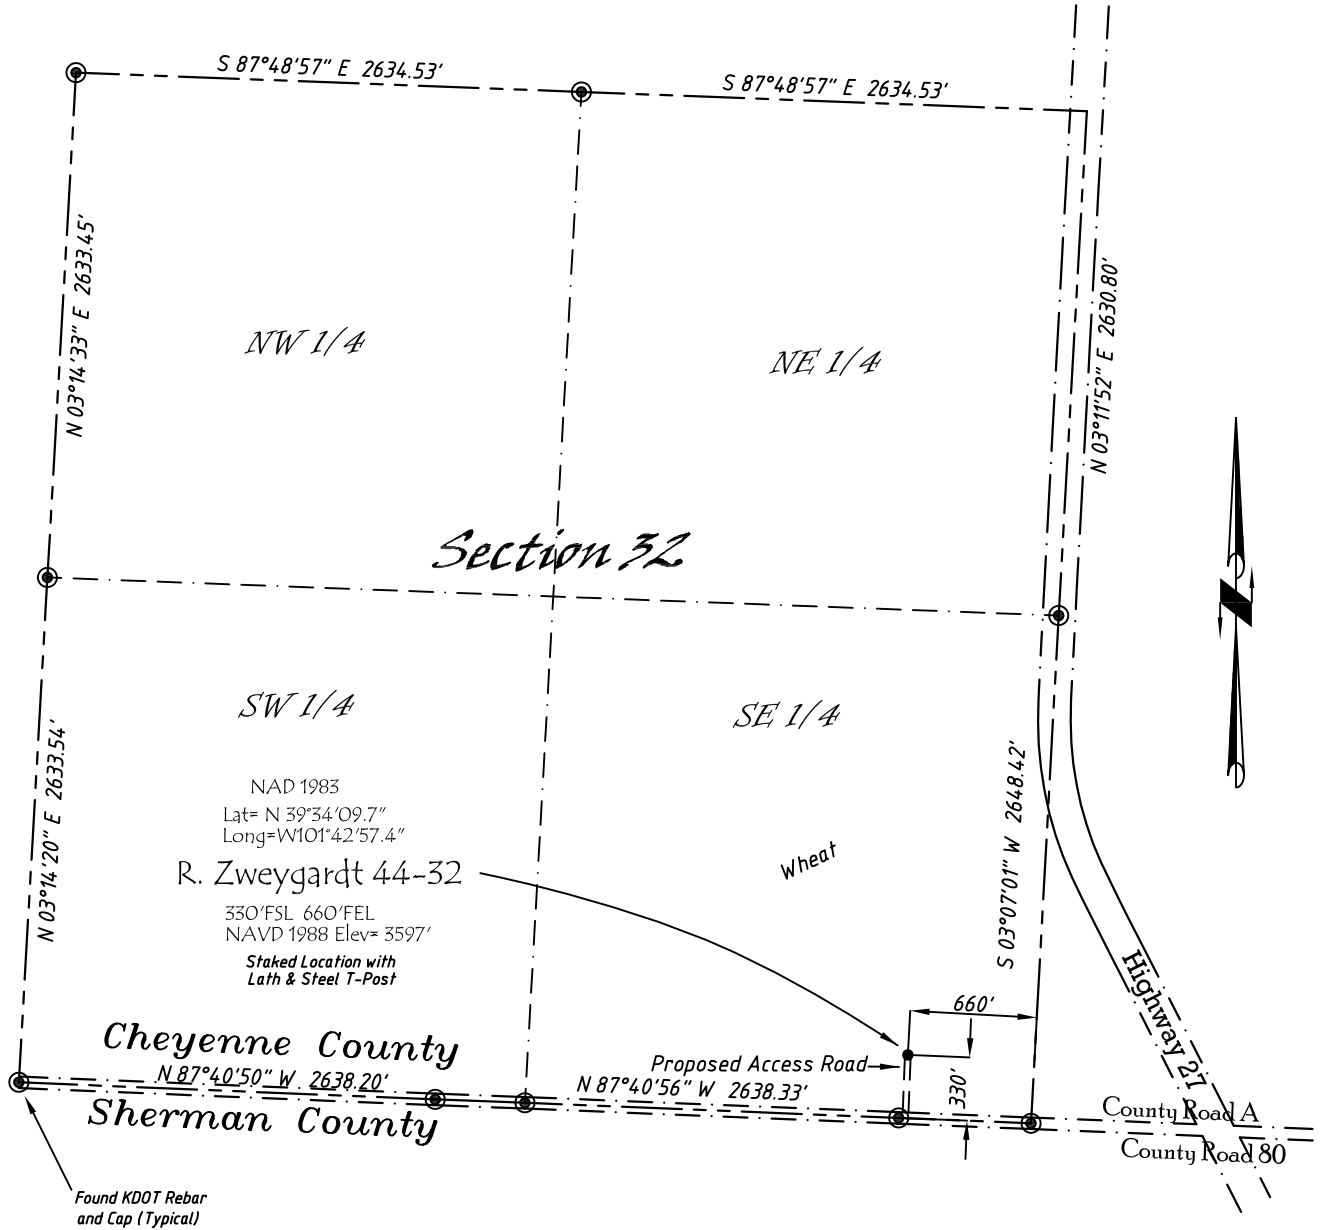 S 87°48'57" E 2634.53'
S 87°48'57" E 2634.53'
N 03°14'33" E 2633.45'
N 03°11'52" E 2630.80'
NW 1/4
NE 1/4
Section 32
SW 1/4
SE 1/4
N 03°14'20" E 2633.54'
S 03°07'01" W 2648.42'
NAD 1983
Lat= N 39°34'09.7"
Long=W101°42'57.4"
R. Zweygardt 44-32
330'FSL 660'FEL
NAVD 1988 Elev= 3597'
Staked Location with
Lath & Steel T-Post
Wheat
Highway 27
660'
330'
Proposed Access Road
Cheyenne County
N 87°40'50" W 2638.20'
N 87°40'56" W 2638.33'
Sherman County
County Road A
County Road 80
Found KDOT Rebar
and Cap (Typical)